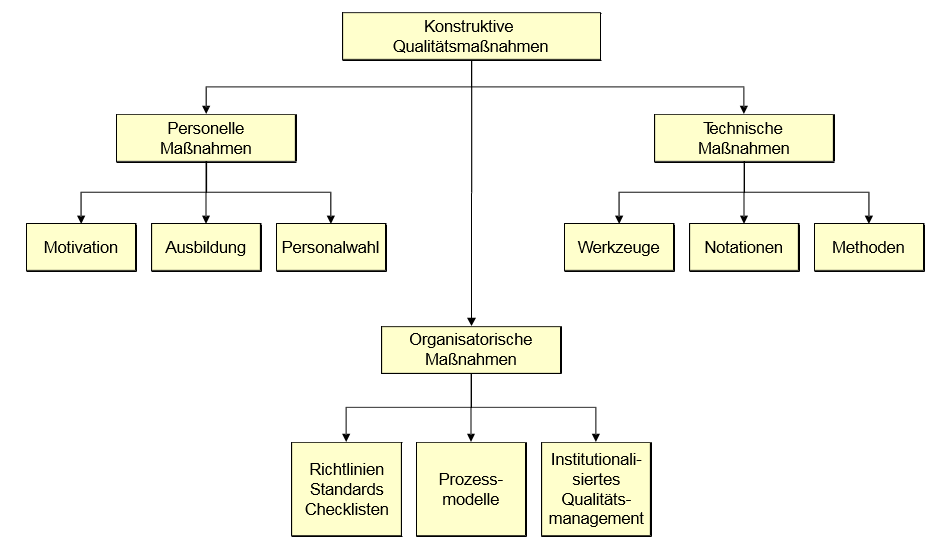 Konstruktive
Qualitätsmaßnahmen
Personelle
Maßnahmen
Technische
Maßnahmen
Motivation
Ausbildung
Personalwahl
Werkzeuge
Notationen
Methoden
Organisatorische
Maßnahmen
Richtlinien
Standards
Checklisten
Prozess-
modelle
Institutionali-
siertes
Qualitäts-
management